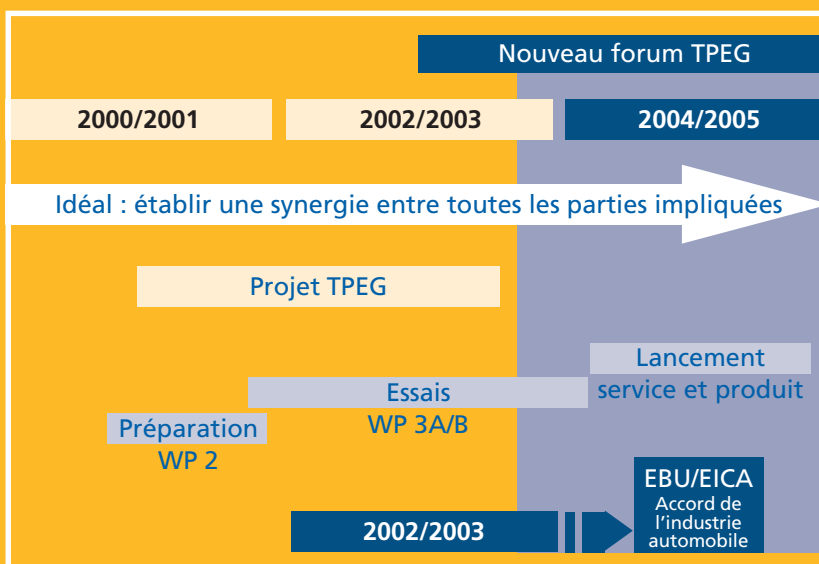 Nouveau forum TPEG
2000/2001
2002/2003
2004/2005
Idéal : établir une synergie entre toutes les parties impliquées
Projet TPEG
Lancement
service et produit
Essais
WP 3A/B
Préparation
WP 2
EBU/EICA
Accord de
l'industrie
automobile
2002/2003